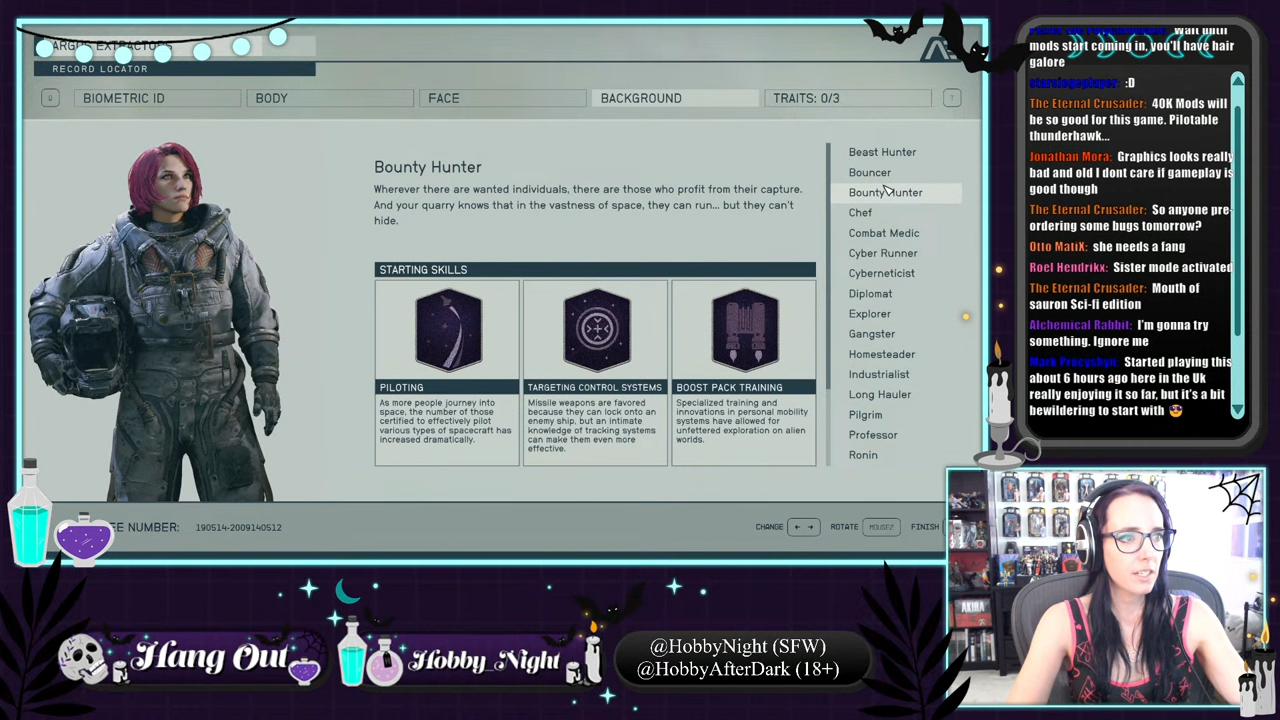 ARGOS EXTRACTORS
RECORD LOCATOR
BIOMETRIC ID
BODY
FACE
BACKGROUND
TRAITS: 0/3
T
Bounty Hunter
Wherever there are wanted individuals, there are those who profit from their capture.
And your quarry knows that in the vastness of space, they can run... but they can't
hide.
STARTING SKILLS
PILOTING
As more people journey into
space, the number of those
certified to effectively pilot
various types of spacecraft has
increased dramatically.
TARGETING CONTROL SYSTEMS
Missile weapons are favored
because they can lock onto an
enemy ship, but an intimate
knowledge of tracking systems
can make them even more
effective.
BOOST PACK TRAINING
Specialized training and
innovations in personal mobility
systems have allowed for
unfettered exploration on alien
worlds.
Beast Hunter
Bouncer
Bounty Hunter
Chef
Combat Medic
Cyber Runner
Cyberneticist
Diplomat
Explorer
Gangster
Homesteader
Industrialist
Long Hauler
Pilgrim
Professor
Ronin
EE NUMBER: 190514-2009140512
CHANGE
ROTATE MOUSE2
FINISH
Wait until
mods start coming in, you'll have hair
galore
:D
The Eternal Crusader: 40K Mods will
be so good for this game. Pilotable
thunderhawk...
Jonathan Mora: Graphics looks really
bad and old I dont care if gameplay is
good though
The Eternal Crusader: So anyone pre-
ordering some bugs tomorrow?
Otto MatiX: she needs a fang
Roel Hendrikx: Sister mode activated
The Eternal Crusader: Mouth of
sauron Sci-fi edition
Alchemical Rabbit: I'm gonna try
something. Ignore me
Mark Procyshyn: Started playing this
about 6 hours ago here in the Uk
really enjoying it so far, but it's a bit
bewildering to start with
AKIRA
Hang Out
Hobby Night
@HobbyNight (SFW)
@HobbyAfterDark (18+)